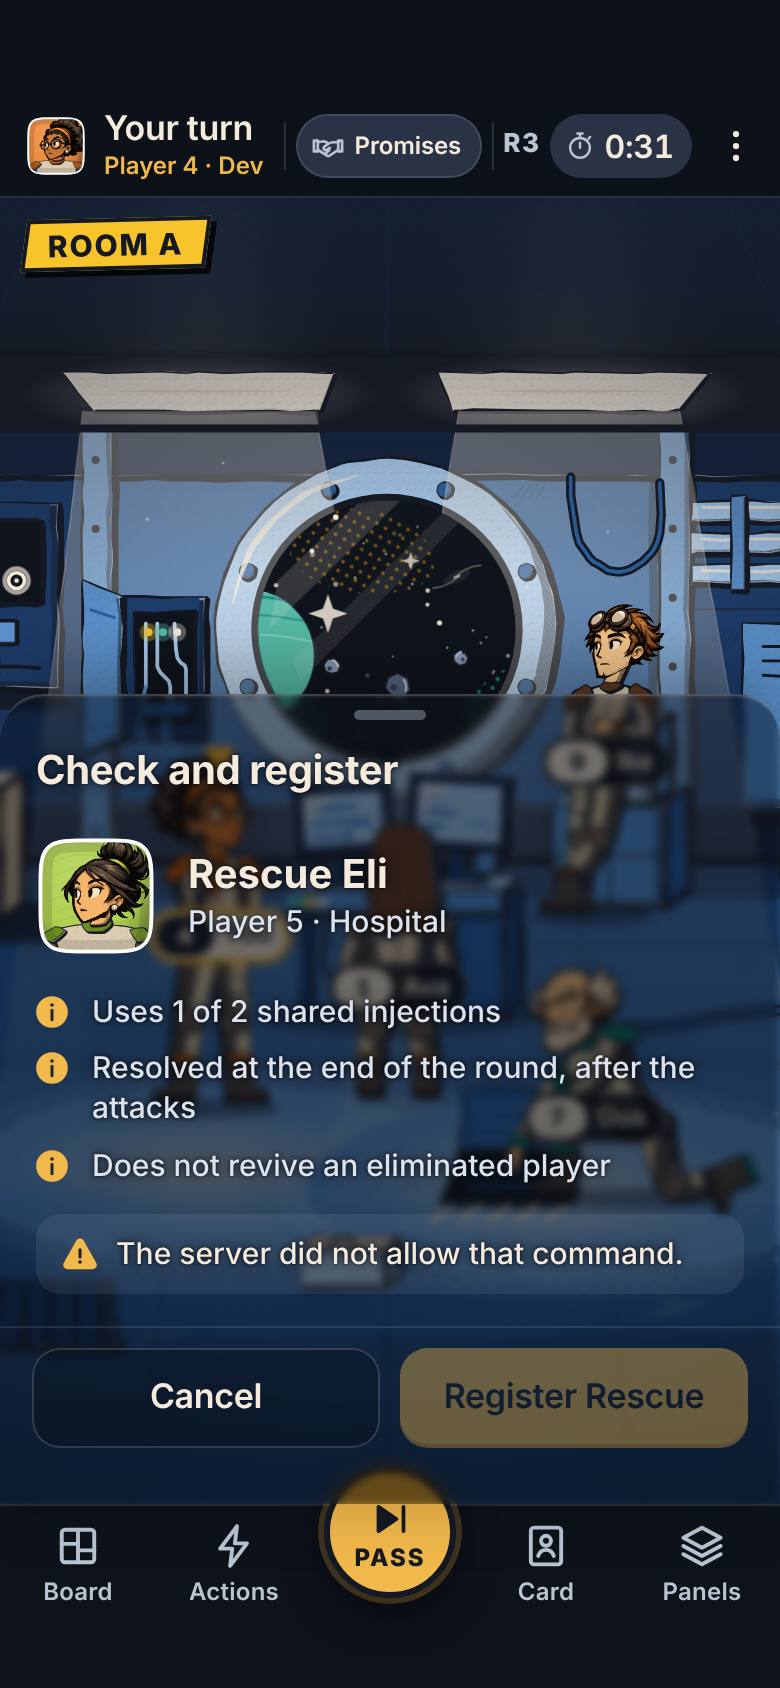 Your turn
Player 4 · Dev
Promises
R3
0:31
ROOM A
Check and register
Rescue Eli
Player 5 · Hospital
Uses 1 of 2 shared injections
Resolved at the end of the round, after the
attacks
Does not revive an eliminated player
The server did not allow that command.
Cancel
Register Rescue
PASS
Board
Actions
Card
Panels